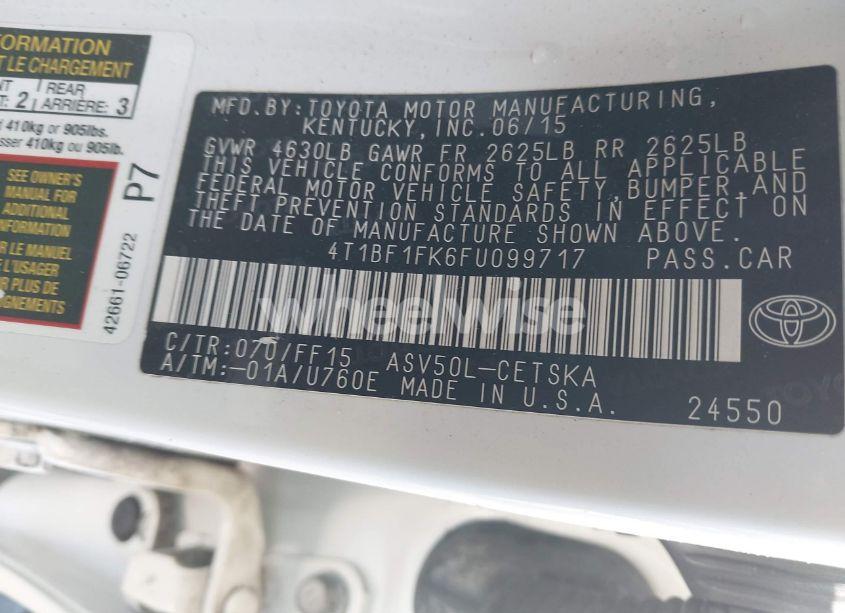 ORMATION
T LE CHARGEMENT
NT : 2 REAR ARRIÈRE: 3
d 410kg or 905lbs.
sser 410kg ou 905lb.
SEE OWNER'S
MANUAL FOR
ADDITIONAL
INFORMATION
R LE MANUEL
E L'USAGER
PLUS DE
GNEMENTS
P7
42661-06722
MFD.BY:TOYOTA MOTOR MANUFACTURING,
KENTUCKY, INC.06/15
GVWR 4630LB GAWR FR 2625LB RR 2625LB
THIS VEHICLE CONFORMS TO ALL APPLICABLE
FEDERAL MOTOR VEHICLE SAFETY, BUMPER, AND
THEFT PREVENTION STANDARDS IN EFFECT ON
THE DATE OF MANUFACTURE SHOWN ABOVE.
4T1BF1FK6FU099717 PASS.CAR
wheelwise
C/TR:070/FF15 ASV50L-CETSKA
A/TM:-01A/U760E MADE IN U.S.A. 24550